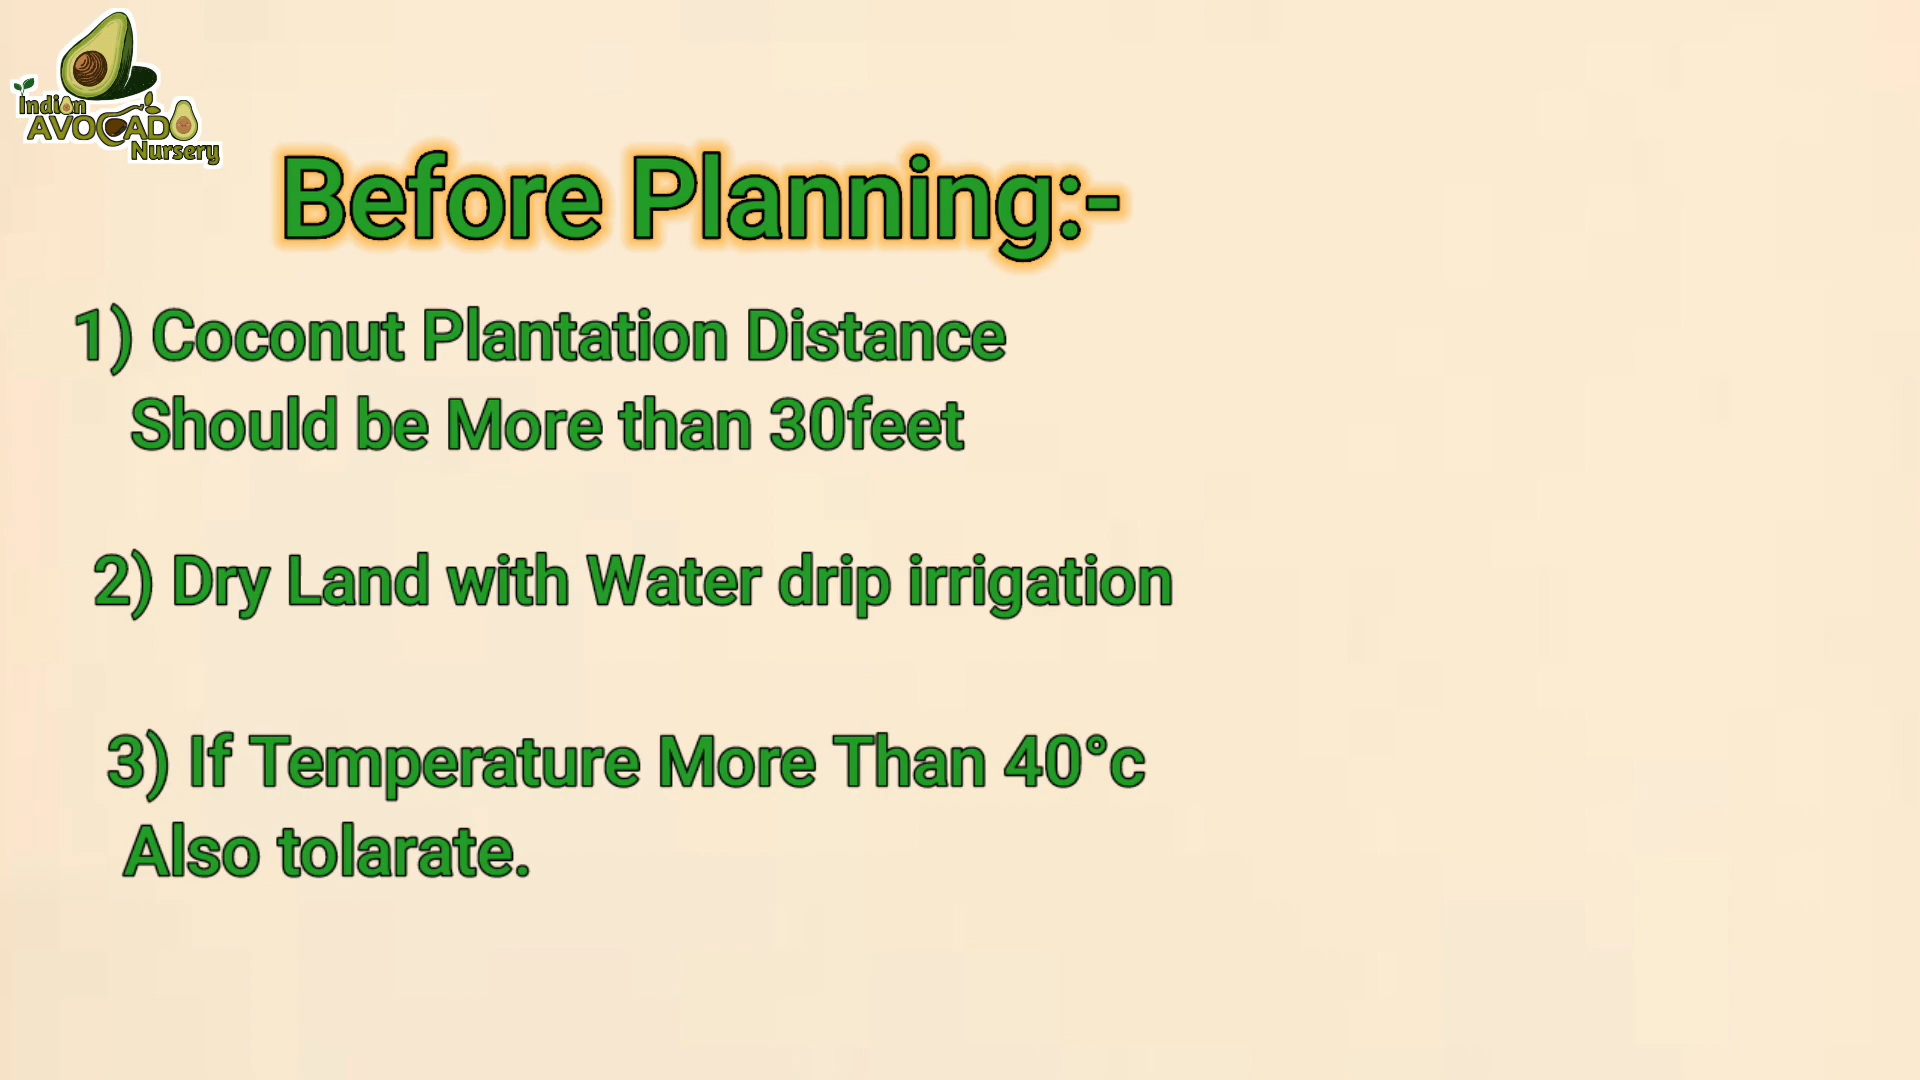 Indian
AVOCADO
Nursery
Before Planning:-
1) Coconut Plantation Distance
Should be More than 30feet
2) Dry Land with Water drip irrigation
3) If Temperature More Than 40°c
Also tolarate.